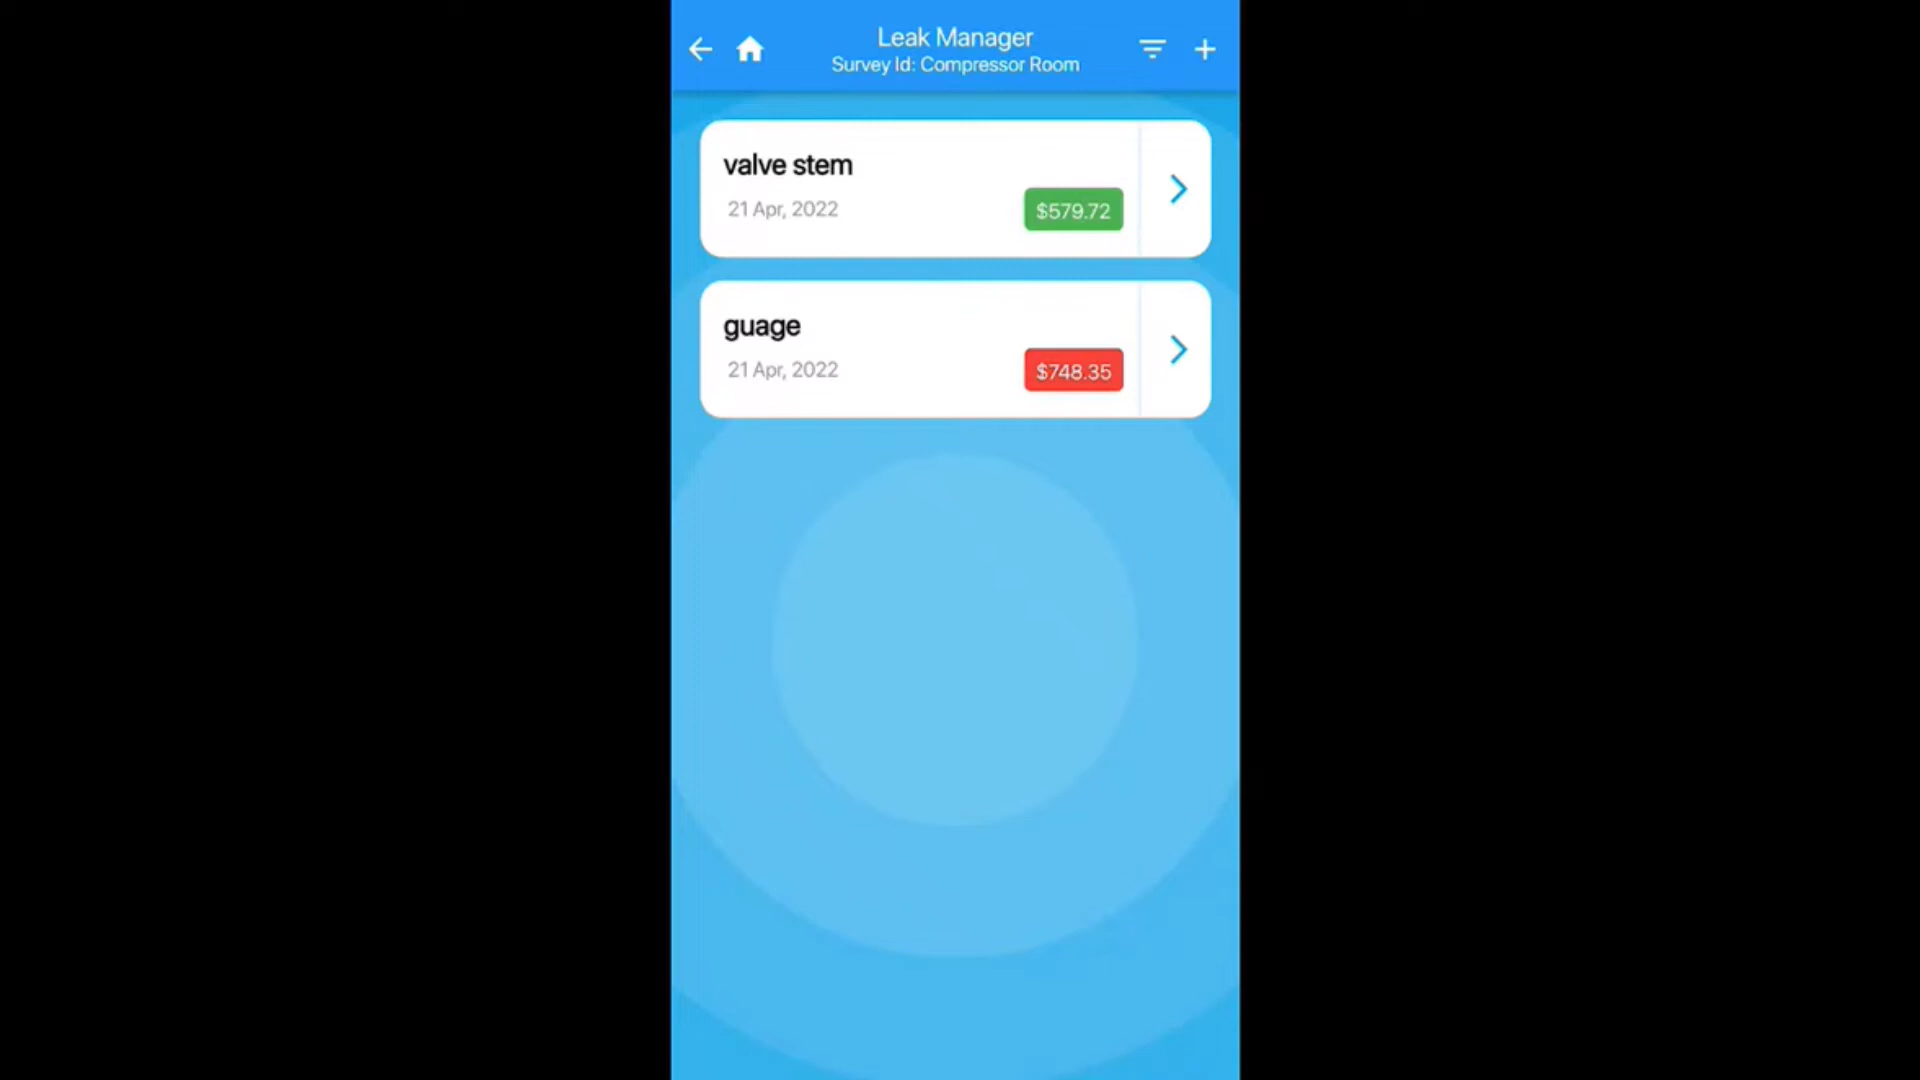 Leak Manager
Survey Id: Compressor Room
valve stem
21 Apr, 2022
$579.72
guage
21 Apr, 2022
$748.35